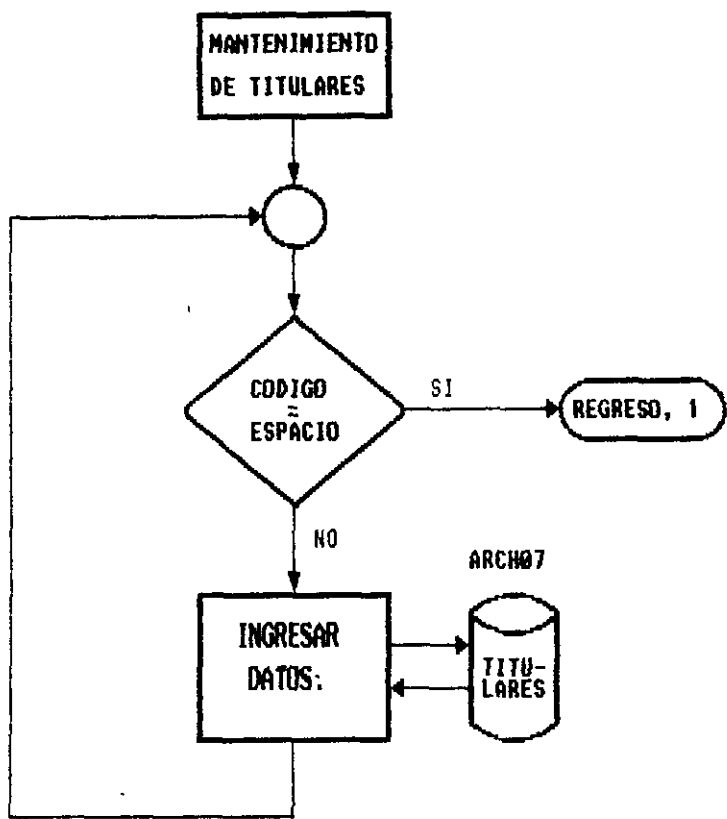 MANTENIMIENTO
DE TITULARES
CODIGO
=
ESPACIO
SI
REGRESO, 1
NO
ARCH07
INGRESAR
DATOS:
TITU-
LARES